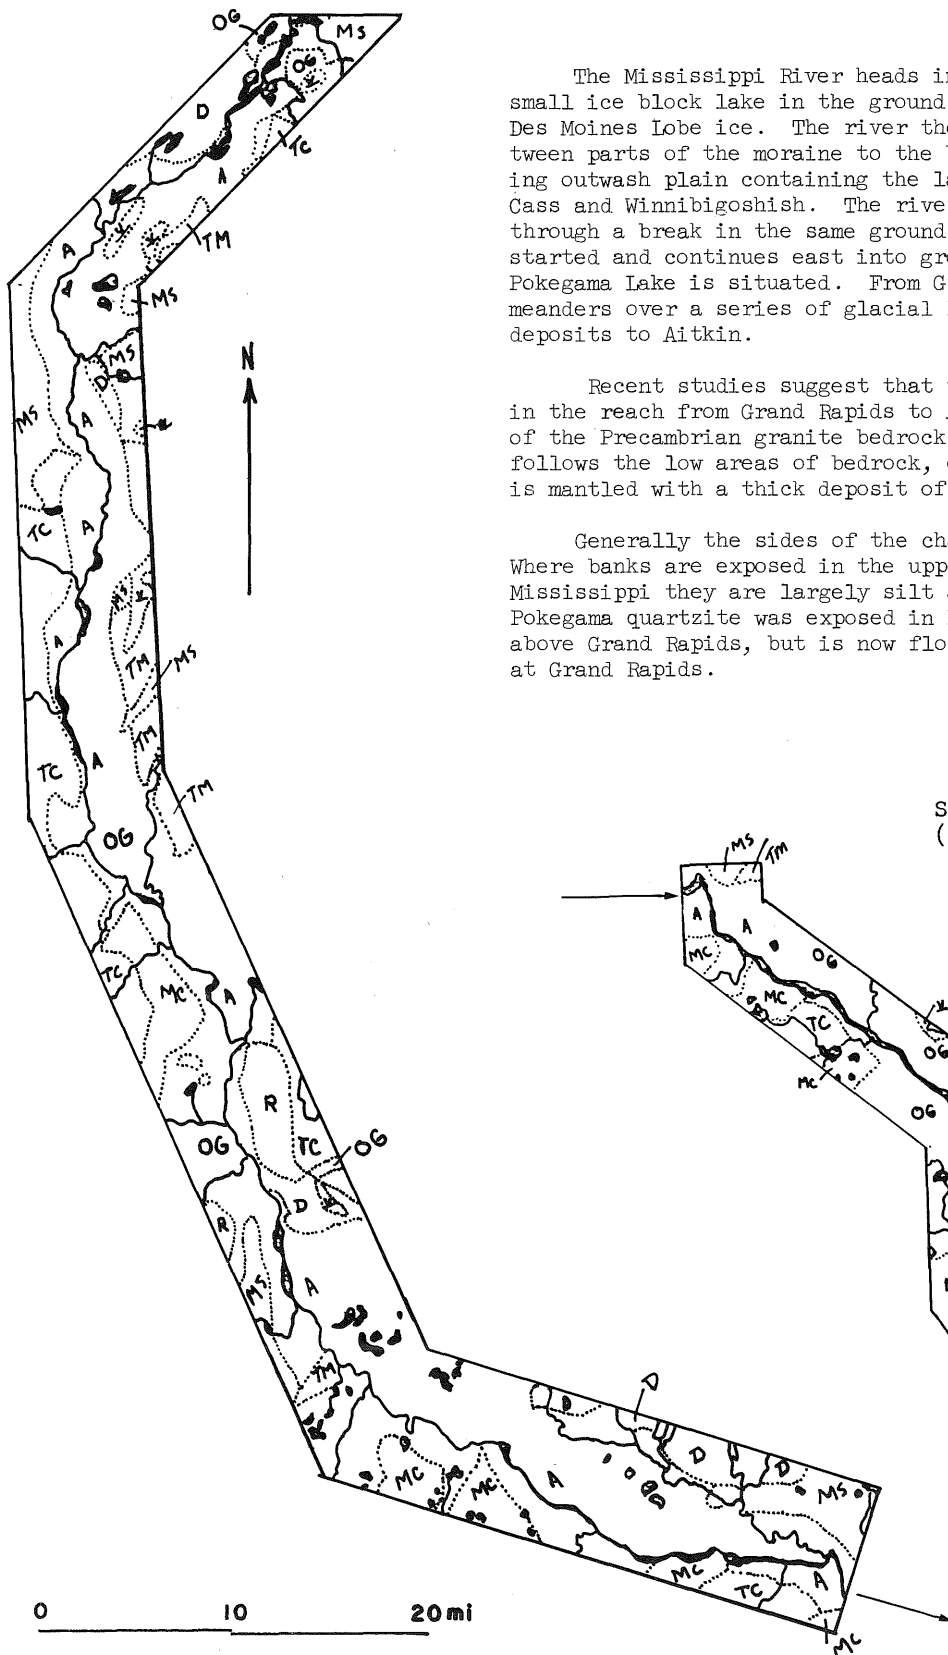 The Mississippi River heads in
small ice block lake in the ground
Des Moines Lobe ice. The river the
tween parts of the moraine to the
ing outwash plain containing the la
Cass and Winnibigoshish. The rive
through a break in the same ground
started and continues east into gr
Pokegama Lake is situated. From G
meanders over a series of glacial
deposits to Aitkin.
Recent studies suggest that
in the reach from Grand Rapids to
of the Precambrian granite bedrock
follows the low areas of bedrock,
is mantled with a thick deposit of
Generally the sides of the cha
Where banks are exposed in the upp
Mississippi they are largely silt
Pokegama quartzite was exposed in
above Grand Rapids, but is now flo
at Grand Rapids.
OG
MS
OG
D
TC
A
A
TM
MS
N
MS
D
A
MS
TC
A
MS
A
TM
MS
TM
TC
A
TM
OG
TC
MC
A
R
OG
TC
OG
D
R
A
MS
TM
D
D
D
D
MS
MC
MC
A
MC
TC
A
MC
0 10 20 mi
S
(
MS
TM
A
A
MC
OG
MC
TC
MC
OG
OG